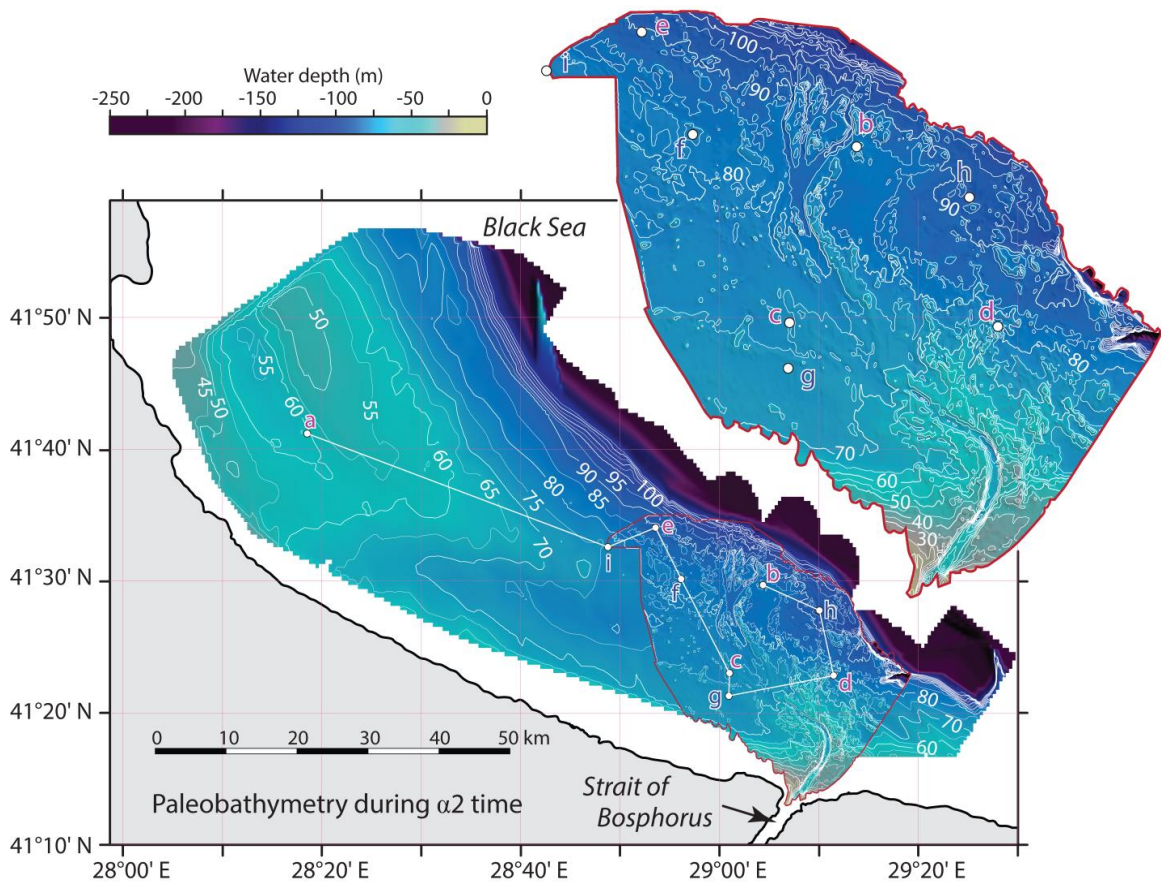 Water depth (m)
-250 -200 -150 -100 -50 0
e
100
i
90
b
f
80
h
90
Black Sea
c
d
80
g
41°50' N
50
55
45
50
60
55
a
41°40' N
60
65
75
80
85
90
95
100
70
60
50
40
30
70
e
i
41°30' N
b
f
h
c
d
g
80
70
60
41°20' N
0 10 20 30 40 50 km
Paleobathymetry during α2 time
Strait of
Bosphorus
41°10' N
28°00' E 28°20' E 28°40' E 29°00' E 29°20' E